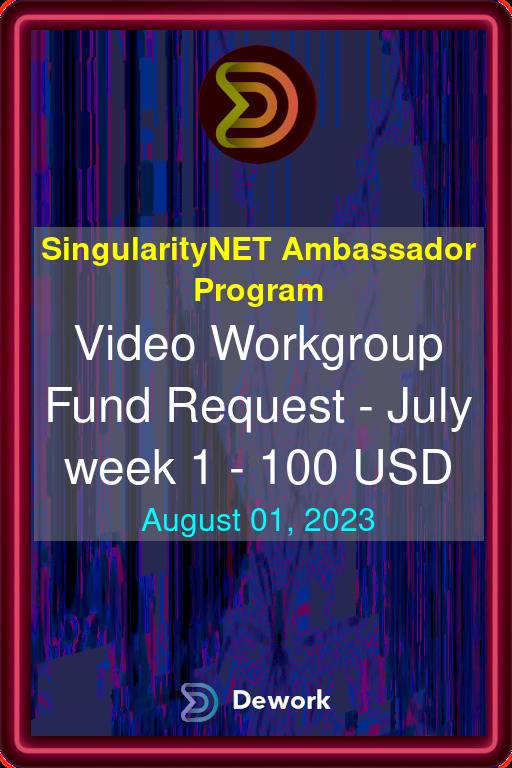 SingularityNET Ambassador
Program
Video Workgroup
Fund Request - July
week 1 - 100 USD
August 01, 2023
Dework